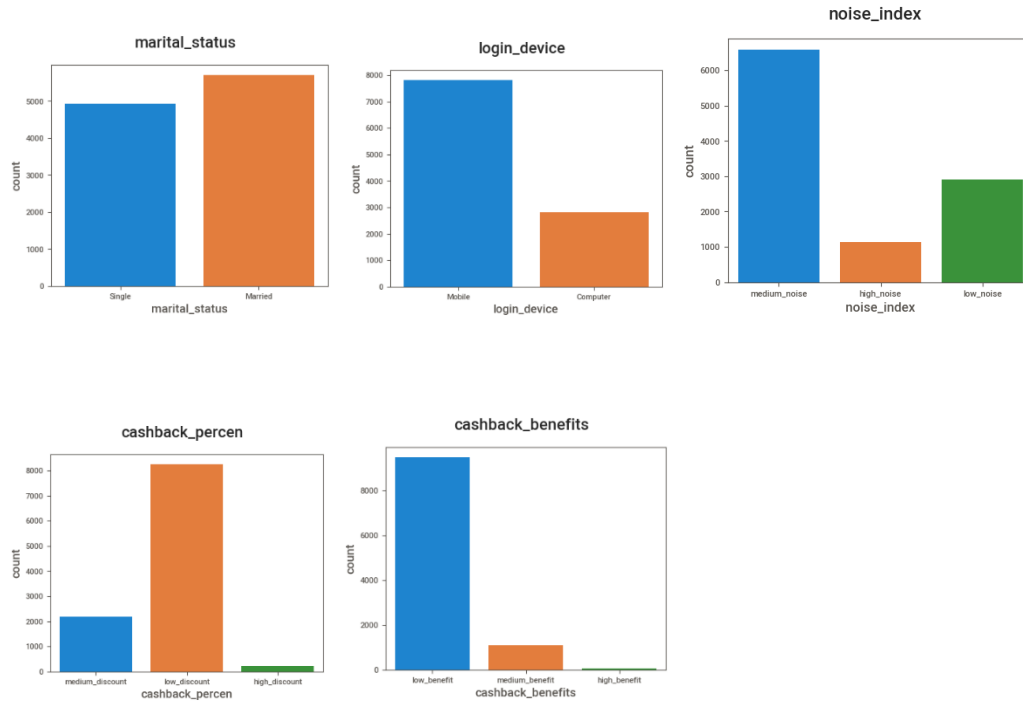 marital_status
count
5000
4000
3000
2000
1000
0
Single Married
marital_status
login_device
count
8000
7000
6000
5000
4000
3000
2000
1000
0
Mobile Computer
login_device
noise_index
count
6000
5000
4000
3000
2000
1000
0
medium_noise high_noise low_noise
noise_index
cashback_percen
count
8000
7000
6000
5000
4000
3000
2000
1000
0
medium_discount low_discount high_discount
cashback_percen
cashback_benefits
count
8000
6000
4000
2000
0
low_benefit medium_benefit high_benefit
cashback_benefits